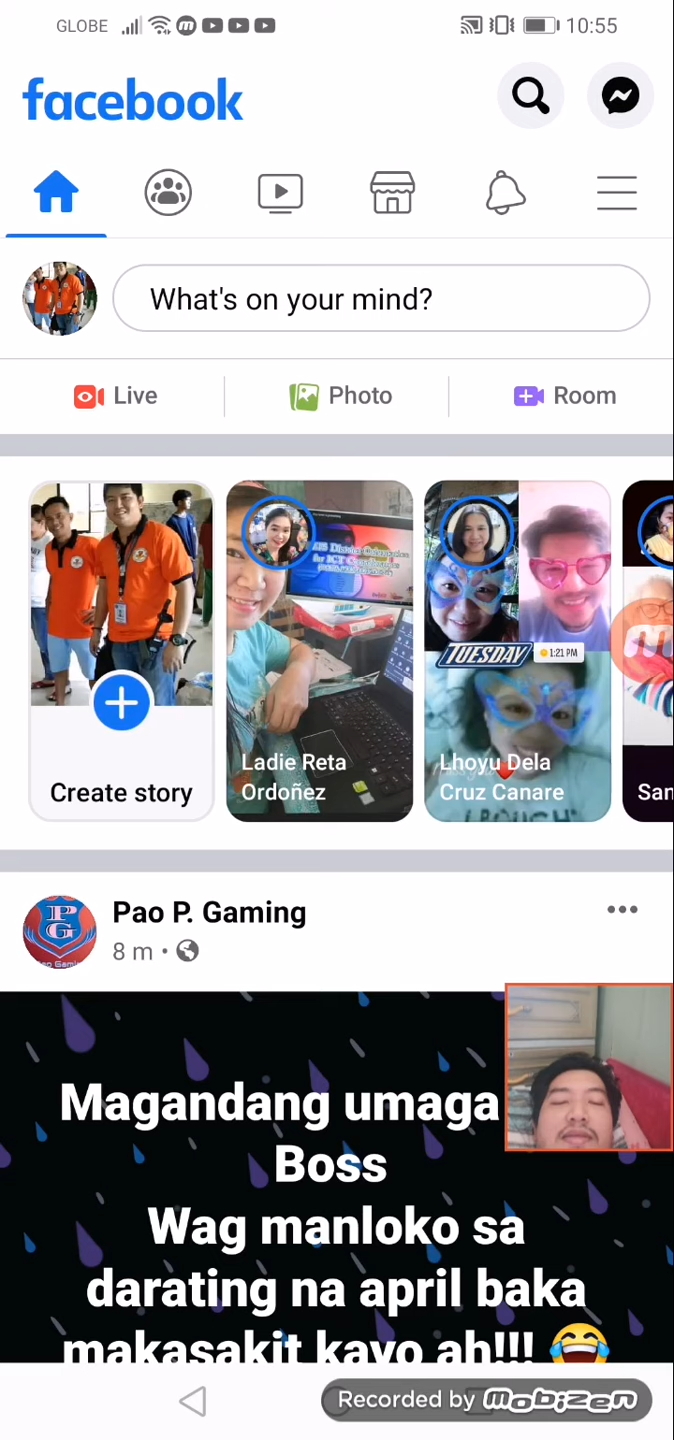 GLOBE 10:55
facebook
What's on your mind?
Live Photo Room
TUESDAY 1:21 PM
Create story
Ladie Reta
Ordoñez
Lhoyu Dela
Cruz Canare
San
Pao P. Gaming
8 m
PG
Magandang umaga
Boss
Wag manloko sa
darating na april baka
makasakit kayo ah!!! 😂
Recorded by mobizen